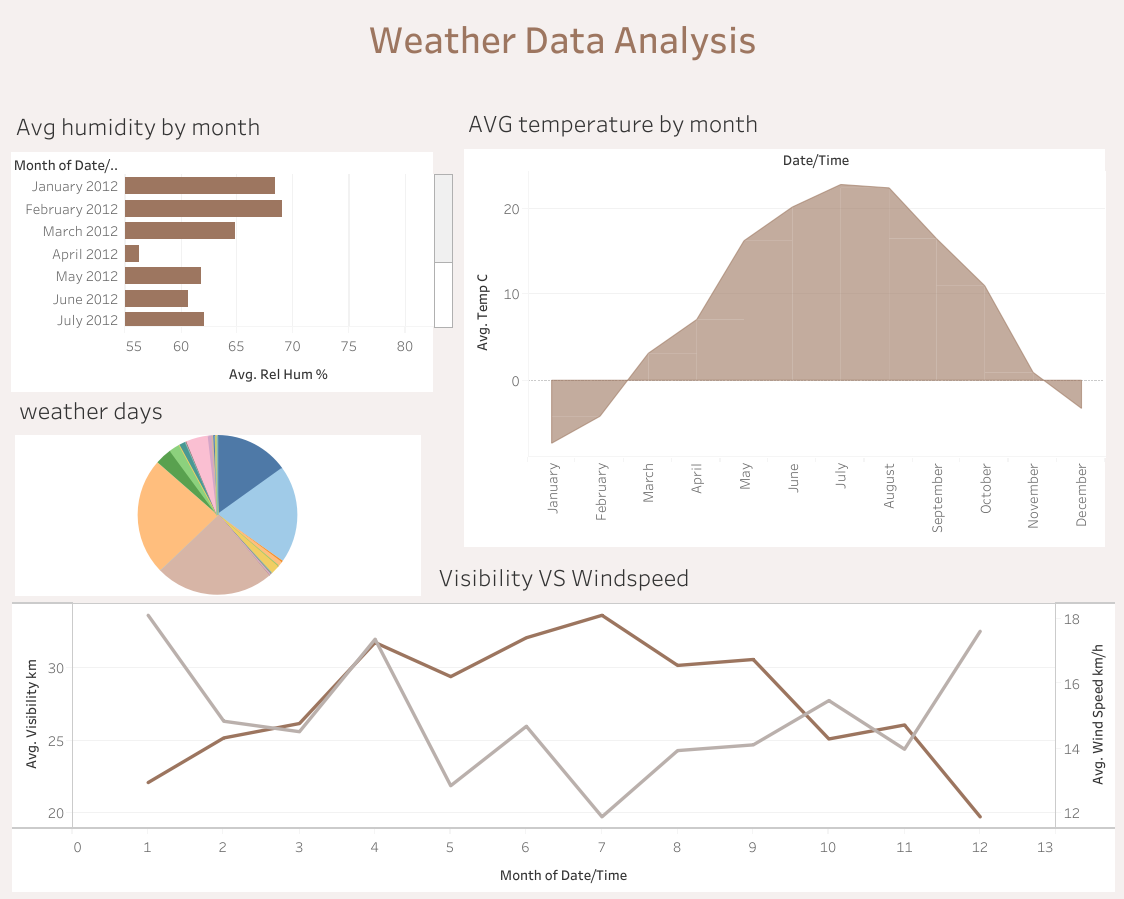 Weather Data Analysis
Avg humidity by month
Month of Date/..
January 2012
February 2012
March 2012
April 2012
May 2012
June 2012
July 2012
55 60 65 70 75 80
Avg. Rel Hum %
AVG temperature by month
Date/Time
Avg. Temp C
20
10
0
January February March April May June July August September October November December
weather days
Visibility VS Windspeed
Avg. Visibility km
30
25
20
18
16
14
12
Avg. Wind Speed km/h
0 1 2 3 4 5 6 7 8 9 10 11 12 13
Month of Date/Time